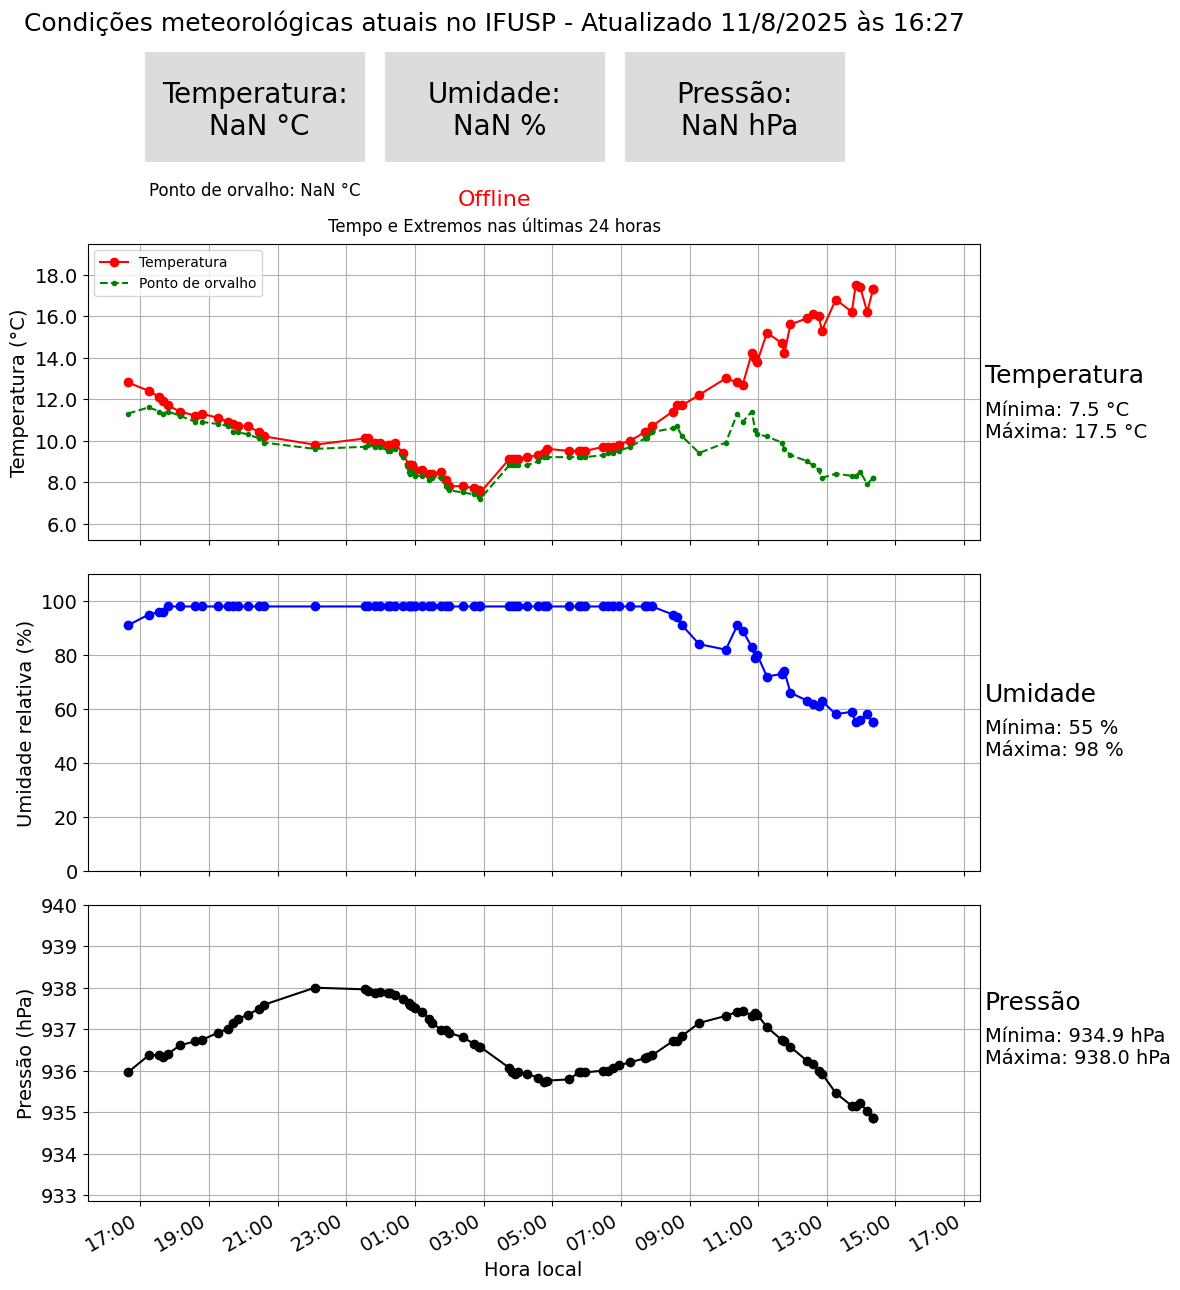 Condições meteorológicas atuais no IFUSP - Atualizado 11/8/2025 às 16:27
Temperatura:
NaN °C
Umidade:
NaN %
Pressão:
NaN hPa
Ponto de orvalho: NaN °C
Offline
Tempo e Extremos nas últimas 24 horas
Temperatura
Ponto de orvalho
Temperatura (°C)
18.0
16.0
14.0
12.0
10.0
8.0
6.0
Temperatura
Mínima: 7.5 °C
Máxima: 17.5 °C
Umidade relativa (%)
100
80
60
40
20
0
Umidade
Mínima: 55 %
Máxima: 98 %
Pressão (hPa)
940
939
938
937
936
935
934
933
Pressão
Mínima: 934.9 hPa
Máxima: 938.0 hPa
17:00
19:00
21:00
23:00
01:00
03:00
05:00
07:00
09:00
11:00
13:00
15:00
17:00
Hora local